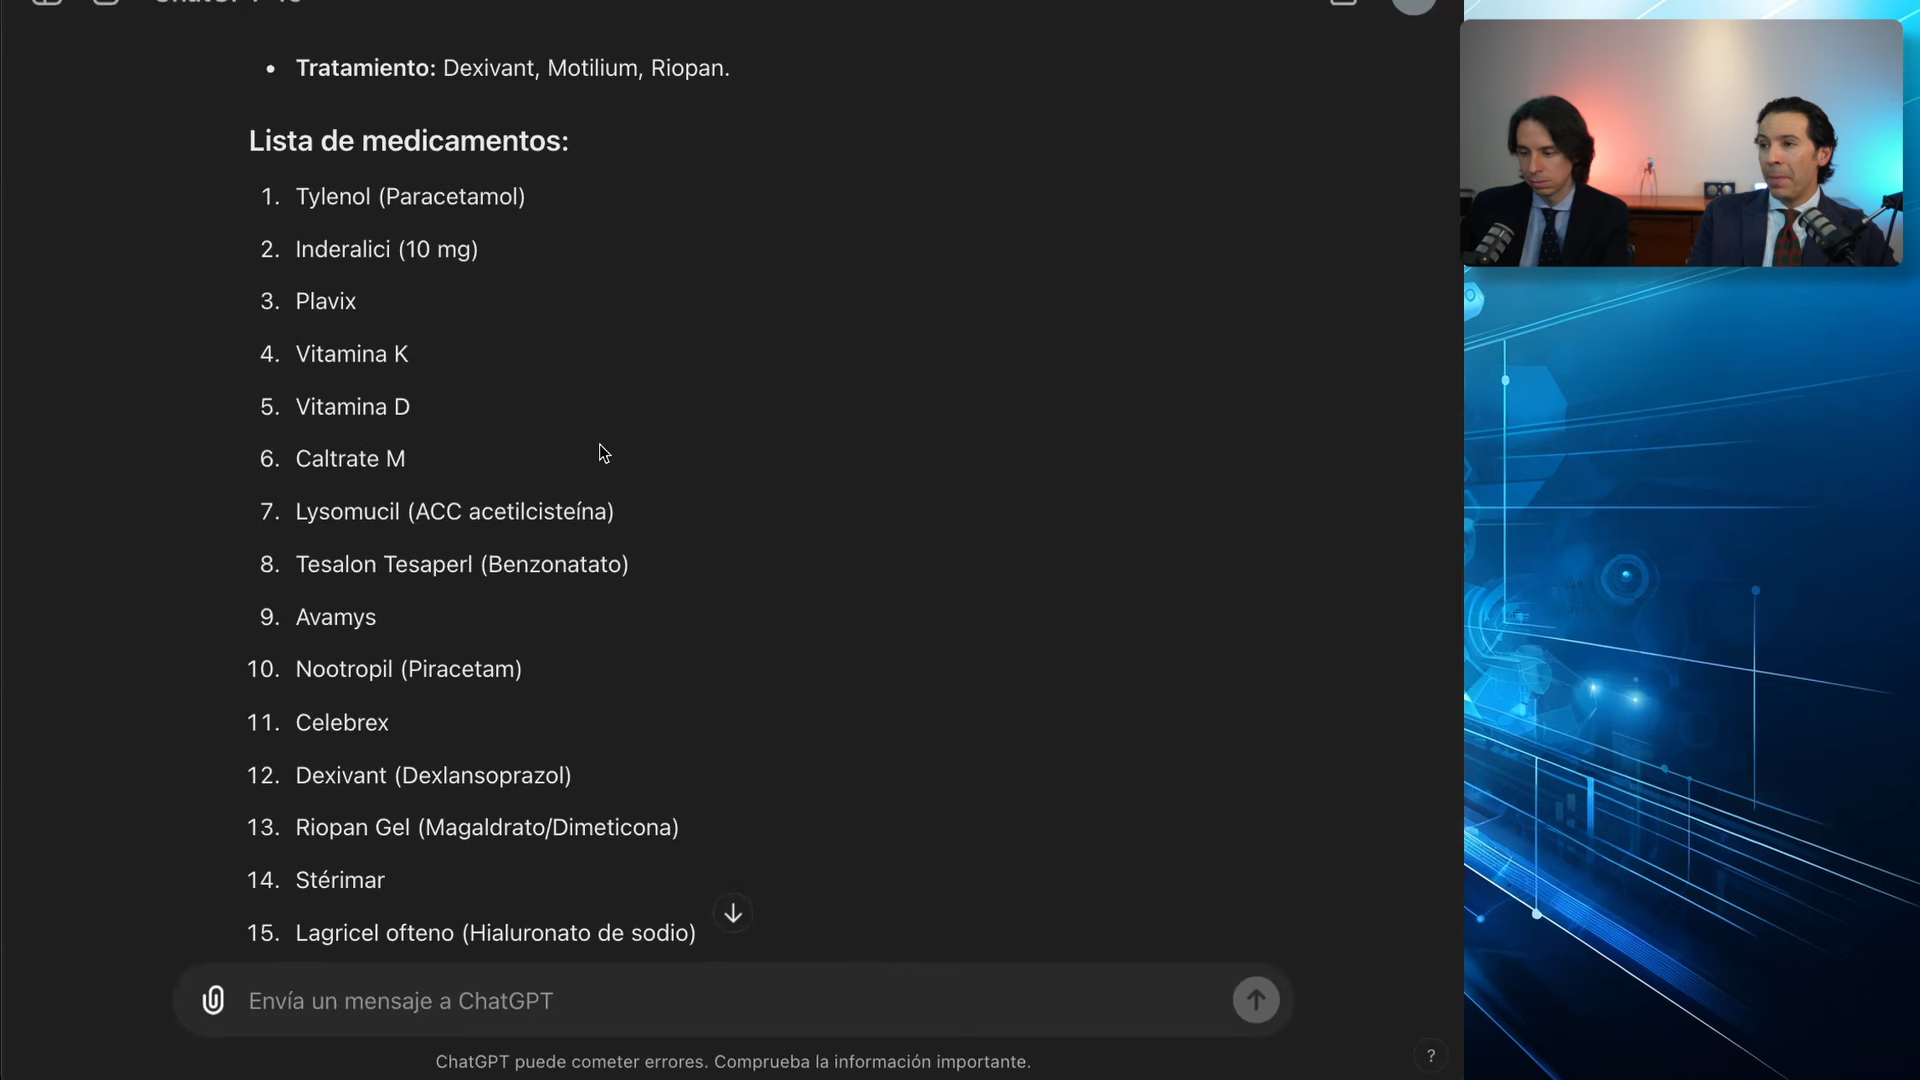 • Tratamiento: Dexivant, Motilium, Riopan.
Lista de medicamentos:
1. Tylenol (Paracetamol)
2. Inderalici (10 mg)
3. Plavix
4. Vitamina K
5. Vitamina D
6. Caltrate M
7. Lysomucil (ACC acetilcisteína)
8. Tesalon Tesaperl (Benzonatato)
9. Avamys
10. Nootropil (Piracetam)
11. Celebrex
12. Dexivant (Dexlansoprazol)
13. Riopan Gel (Magaldrato/Dimeticona)
14. Stérimar
15. Lagricel ofteno (Hialuronato de sodio)
Envía un mensaje a ChatGPT
ChatGPT puede cometer errores. Comprueba la información importante.
?